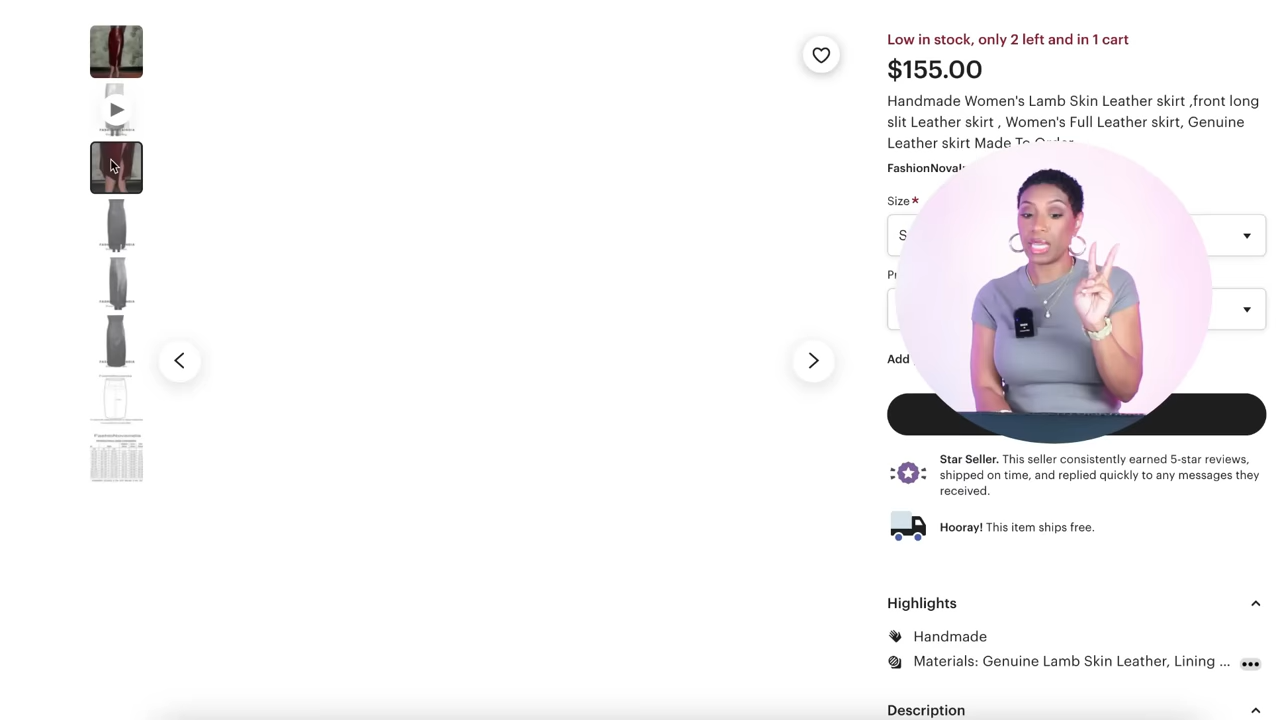 Low in stock, only 2 left and in 1 cart
$155.00
Handmade Women's Lamb Skin Leather skirt ,front long
slit Leather skirt , Women's Full Leather skirt, Genuine
Leather skirt Made To Order
Size*
S
Add
Star Seller. This seller consistently earned 5-star reviews,
shipped on time, and replied quickly to any messages they
received.
Hooray! This item ships free.
Highlights
Handmade
Materials: Genuine Lamb Skin Leather, Lining ...
Description